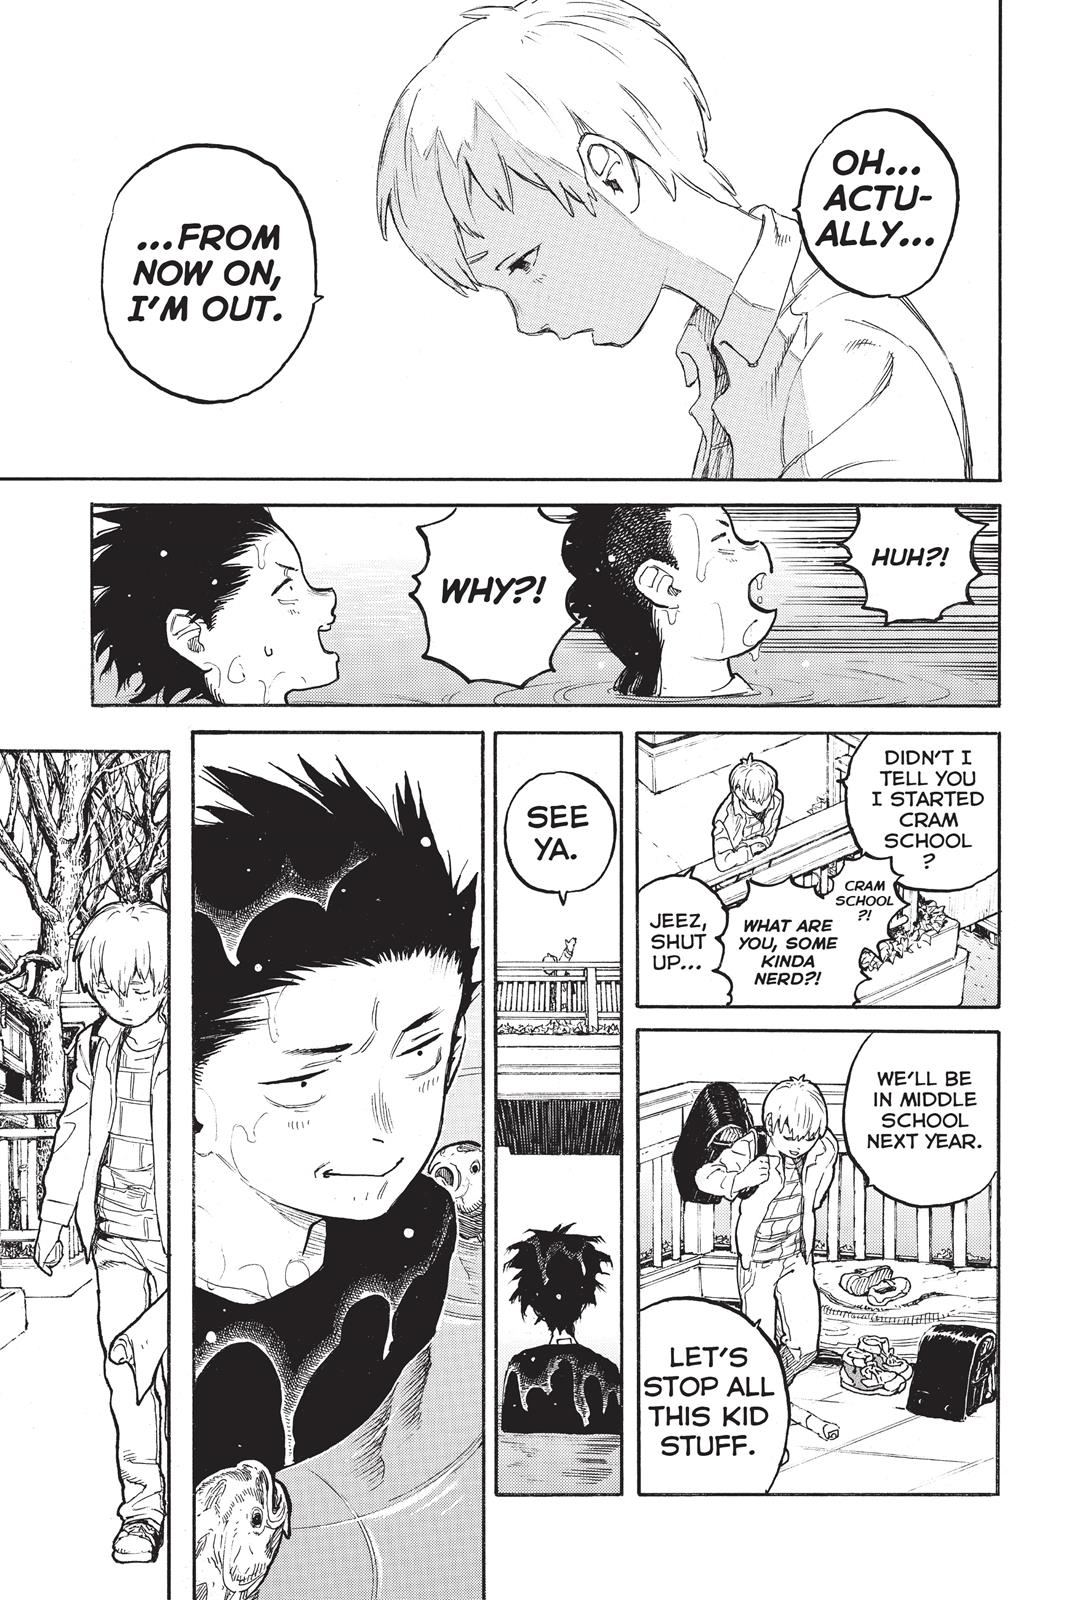 OH...
ACTU-
ALLY...
...FROM
NOW ON,
I'M OUT.
HUH?!
WHY?!
DIDN'T I
TELL YOU
I STARTED
CRAM
SCHOOL
?
CRAM
SCHOOL
?!
WHAT ARE
YOU, SOME
KINDA
NERD?!
JEEZ,
SHUT
UP...
WE'LL BE
IN MIDDLE
SCHOOL
NEXT YEAR.
LET'S
STOP ALL
THIS KID
STUFF.
SEE
YA.